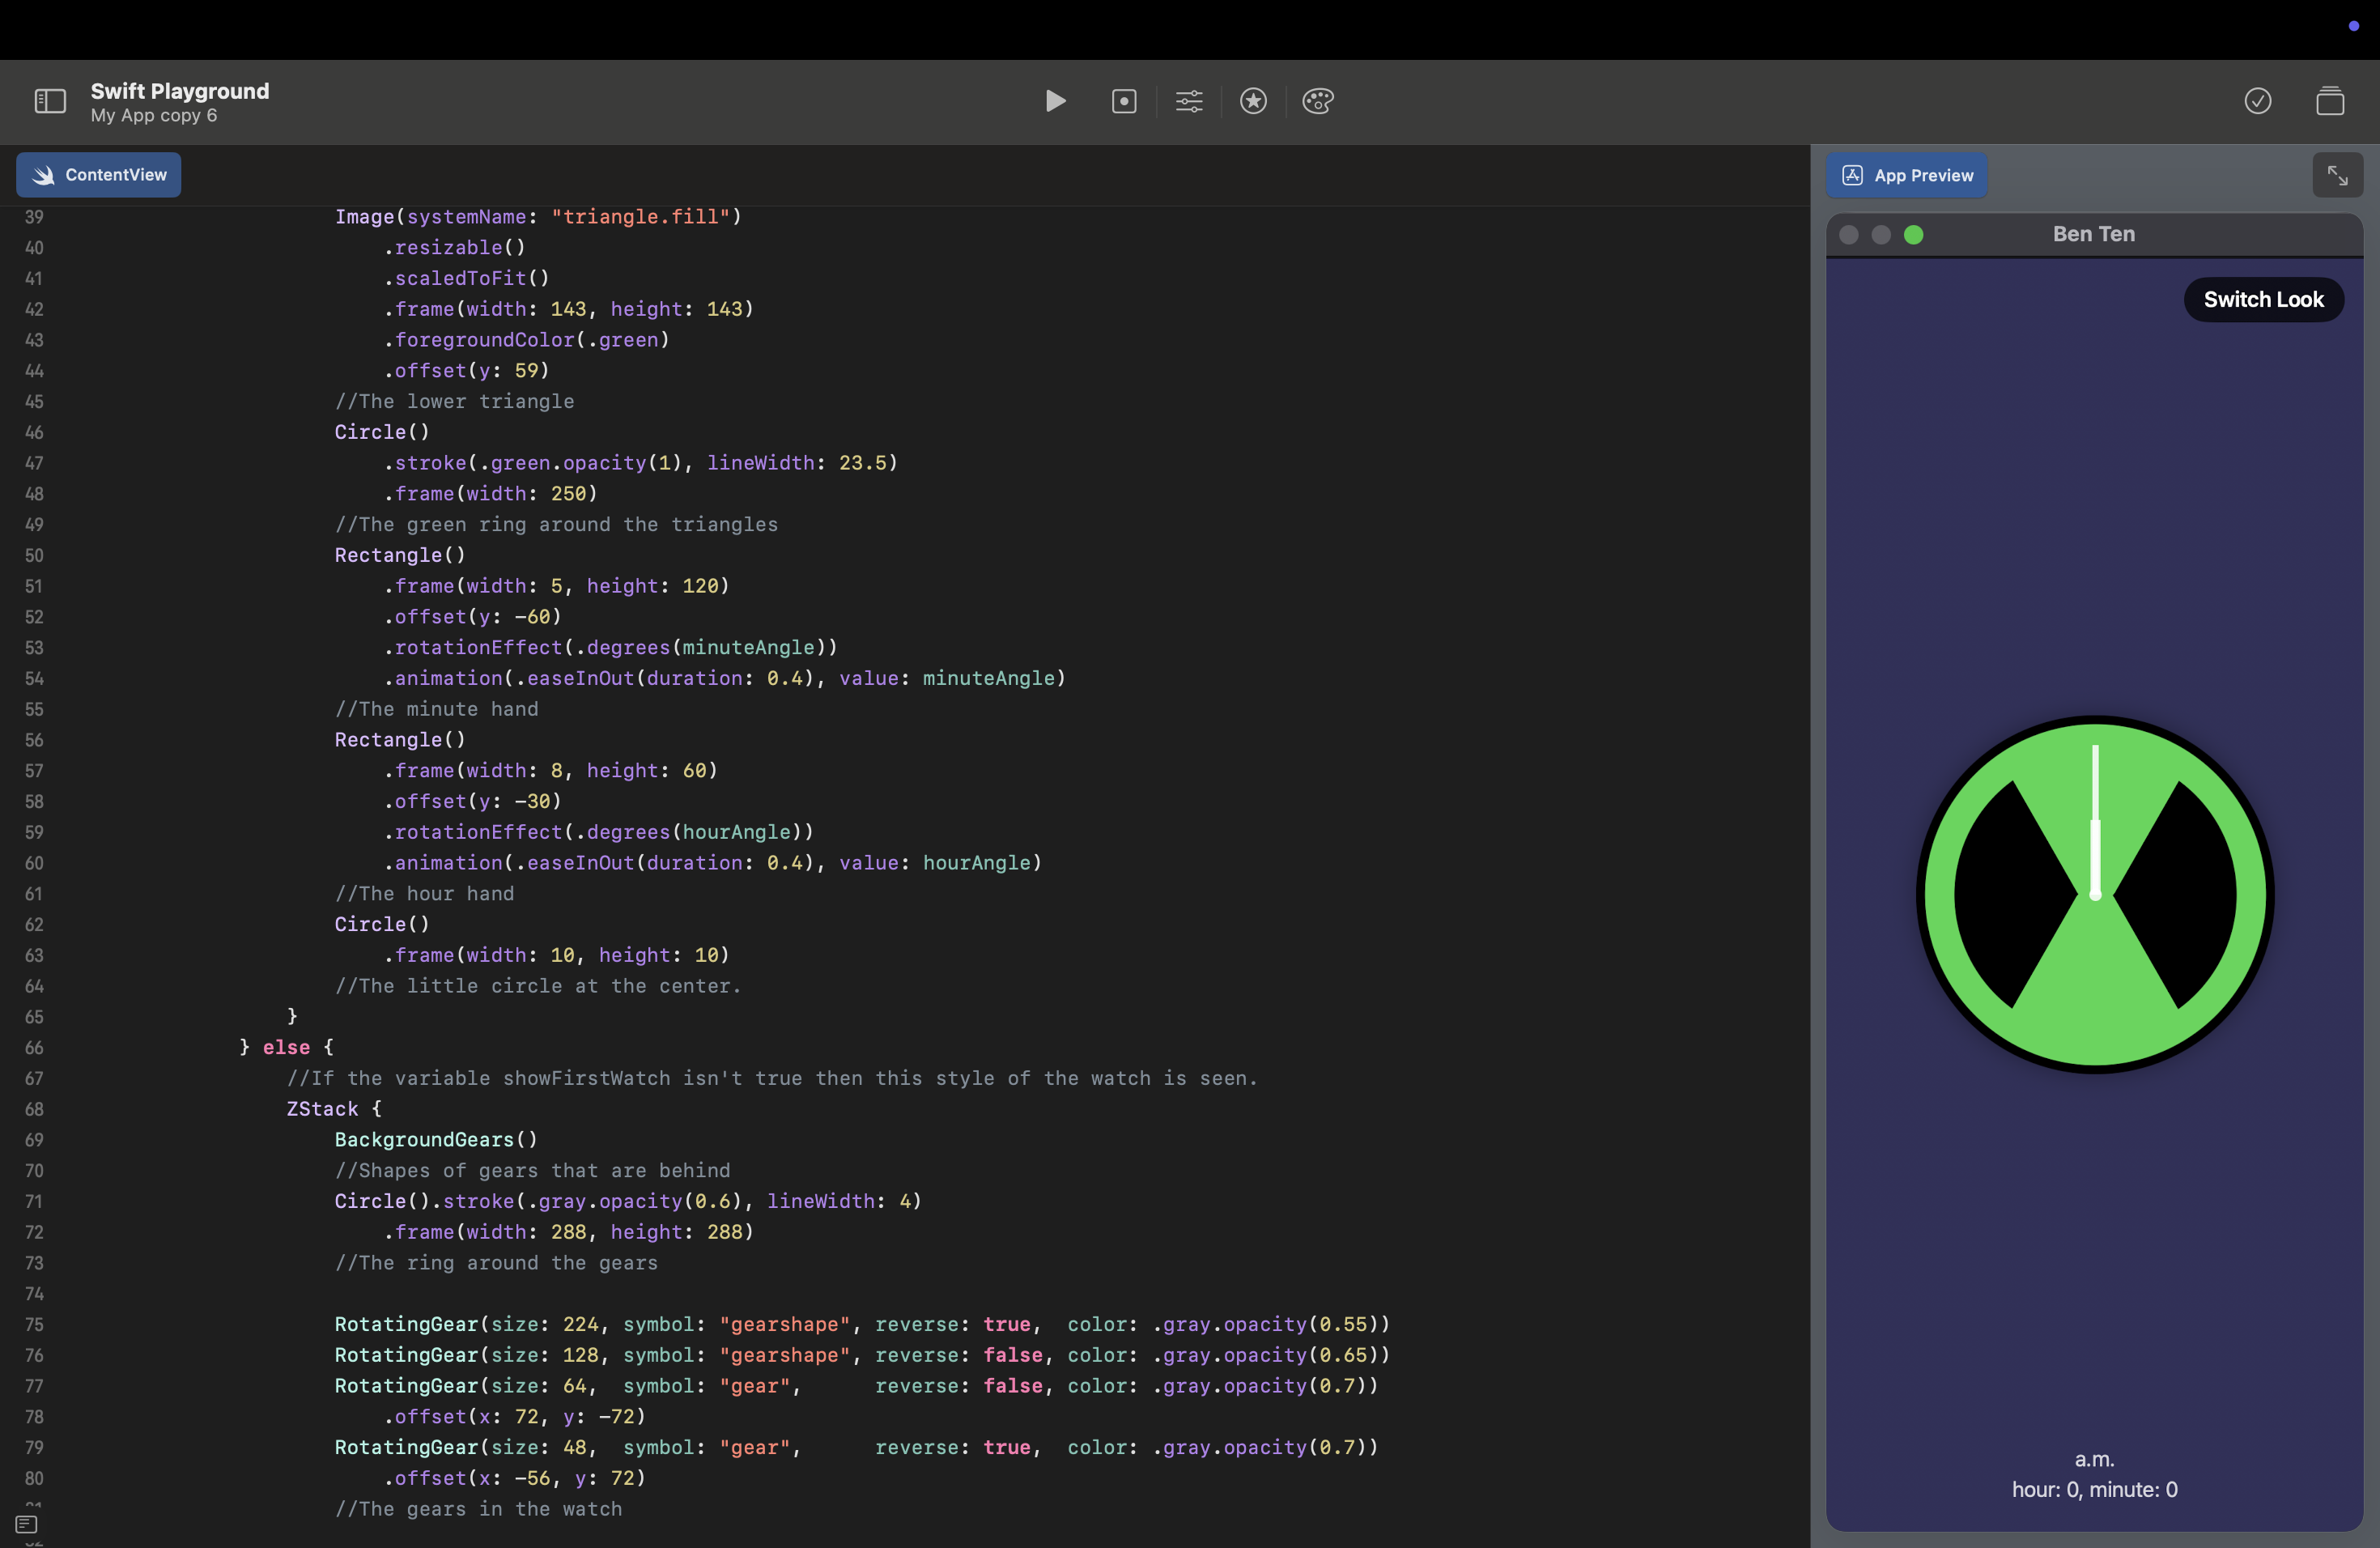 Swift Playground
My App copy 6
ContentView
39 Image(systemName: "triangle.fill")
40 .resizable()
41 .scaledToFit()
42 .frame(width: 143, height: 143)
43 .foregroundColor(.green)
44 .offset(y: 59)
45 //The lower triangle
46 Circle()
47 .stroke(.green.opacity(1), lineWidth: 23.5)
48 .frame(width: 250)
49 //The green ring around the triangles
50 Rectangle()
51 .frame(width: 5, height: 120)
52 .offset(y: -60)
53 .rotationEffect(.degrees(minuteAngle))
54 .animation(.easeInOut(duration: 0.4), value: minuteAngle)
55 //The minute hand
56 Rectangle()
57 .frame(width: 8, height: 60)
58 .offset(y: -30)
59 .rotationEffect(.degrees(hourAngle))
60 .animation(.easeInOut(duration: 0.4), value: hourAngle)
61 //The hour hand
62 Circle()
63 .frame(width: 10, height: 10)
64 //The little circle at the center.
65 }
66 } else {
67 //If the variable showFirstWatch isn't true then this style of the watch is seen.
68 ZStack {
69 BackgroundGears()
70 //Shapes of gears that are behind
71 Circle().stroke(.gray.opacity(0.6), lineWidth: 4)
72 .frame(width: 288, height: 288)
73 //The ring around the gears
74
75 RotatingGear(size: 224, symbol: "gearshape", reverse: true, color: .gray.opacity(0.55))
76 RotatingGear(size: 128, symbol: "gearshape", reverse: false, color: .gray.opacity(0.65))
77 RotatingGear(size: 64, symbol: "gear", reverse: false, color: .gray.opacity(0.7))
78 .offset(x: 72, y: -72)
79 RotatingGear(size: 48, symbol: "gear", reverse: true, color: .gray.opacity(0.7))
80 .offset(x: -56, y: 72)
//The gears in the watch
App Preview
Ben Ten
Switch Look
a.m.
hour: 0, minute: 0